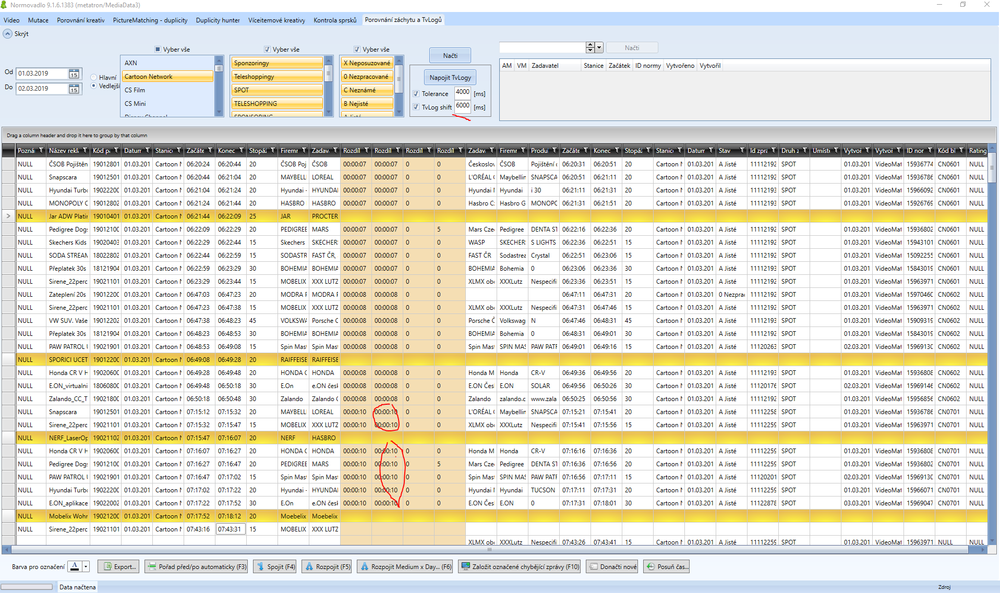 Normovadlo 9.1.6.1383 (metatron/MediaData3)
Video Mutace Porovnání kreativ PictureMatching - duplicity Duplicity hunter Víceitemové kreativy Kontrola sprsků Porovnání záchytu a TvLogů
Skrýt
Vyber vše Vyber vše Vyber vše
Od 01.03.2019 15
Do 02.03.2019 15
Hlavní
Vedlejší
AXN
Cartoon Network
CS Film
CS Mini
Sponzoringy
Teleshoppingy
SPOT
TELESHOPPING
SPONSORING
X Neposuzované
0 Nezpracované
C Neznámé
B Nejisté
A Jisté
Načti
Napojit TvLogy
Tolerance 4000 [ms]
TvLog shift 6000 [ms]
Načti
AM VM Zadavatel Stanice Začátek ID normy Vytvořeno Vytvořil
Drag a column header and drop it here to group by that column
Poznár Název rekl Kód p Datum Stanice Začáte Konec Stopáž Firemr Zadav Rozdíl Rozdíl Rozdíl Rozdíl Zadav Firemr Produ Začáte Konec Stopáž Stanice Datum Stav Id zpra Druh z Umíste Vytvoř Vytvoř ID nor Kód bl Rating
NULL ČSOB Pojištěn 19012801 01.03.201 Cartoon N 06:20:24 06:20:44 20 ČSOB Poj ČSOB 00:00:07 00:00:07 0 0 Českoslov ČSOB Pojištění c 06:20:31 06:20:51 20 Cartoon N 01.03.201 A Jisté 11112192 SPOT 01.03.201 VideoMat 15936774 CN0601 NULL
NULL Snapscara 19012501 01.03.201 Cartoon N 06:20:44 06:21:04 20 MAYBELL LOREAL 00:00:07 00:00:07 0 0 L'ORÉAL Maybellin SNAPSCA 06:20:51 06:21:11 20 Cartoon N 01.03.201 A Jisté 11112192 SPOT 01.03.201 VideoMat 15936786 CN0601 NULL
NULL Hyundai Turbo 19022200 01.03.201 Cartoon N 06:21:04 06:21:24 20 Hyundai - HYUNDAI 00:00:07 00:00:07 0 0 Hyundai Hyundai i 30 06:21:11 06:21:31 20 Cartoon N 01.03.201 A Jisté 11112193 SPOT 01.03.201 VideoMat 15966092 CN0601 NULL
NULL MONOPOLY C 19012802 01.03.201 Cartoon N 06:21:24 06:21:44 20 HASBRO HASBRO 00:00:07 00:00:07 0 0 Hasbro C Hasbro G MONOPC 06:21:31 06:21:51 20 Cartoon N 01.03.201 A Jisté 11112193 SPOT 01.03.201 VideoMat 15926769 CN0601 NULL
NULL Jar ADW Platin 19010401 01.03.201 Cartoon N 06:21:44 06:22:09 25 JAR PROCTER
NULL Pedigree Dog 19012100 01.03.201 Cartoon N 06:22:09 06:22:29 20 PEDIGREE MARS 00:00:07 00:00:07 0 5 Mars Czec Pedigree DENTA ST 06:22:16 06:22:36 20 Cartoon N 01.03.201 A Jisté 11112192 SPOT 01.03.201 VideoMat 15936802 CN0601 NULL
NULL Skechers Kids 19020403 01.03.201 Cartoon N 06:22:29 06:22:44 15 Skechers SKECHERS 00:00:07 00:00:07 0 0 WASP SKECHERS S LIGHTS 06:22:36 06:22:51 15 Cartoon N 01.03.201 A Jisté 11112192 SPOT 01.03.201 VideoMat 15943101 CN0601 NULL
NULL SODA STREAM 18022802 01.03.201 Cartoon N 06:22:44 06:22:59 15 SODASTR FAST ČR, 00:00:07 00:00:07 0 0 FAST ČR Sodastrea Crystal 06:22:51 06:23:06 15 Cartoon N 01.03.201 A Jisté 11112192 SPOT 01.03.201 VideoMat 15092255 CN0601 NULL
NULL Přeplatek 30s 18121904 01.03.201 Cartoon N 06:22:59 06:23:29 30 BOHEMIA BOHEMIA 00:00:07 00:00:07 0 0 BOHEMIA Bohemia 0 06:23:06 06:23:36 30 Cartoon N 01.03.201 A Jisté 11112193 SPOT 01.03.201 VideoMat 15843019 CN0601 NULL
NULL Sirene_22perc 19021101 01.03.201 Cartoon N 06:23:29 06:23:44 15 MOBELIX XXX LUTZ 00:00:07 00:00:07 0 0 XLMX ob XXXLutz Nespecifi 06:23:36 06:23:51 15 Cartoon N 01.03.201 A Jisté 11112192 SPOT 01.03.201 VideoMat 15963971 CN0601 NULL
NULL Zateplení 20s 19012200 01.03.201 Cartoon N 06:47:03 06:47:23 20 MODRA P MODRA P 00:00:08 00:00:08 0 0 06:47:11 06:47:31 20 Cartoon N 01.03.201 0 Nezprac 11112192 SPOT 01.03.201 VideoMat 15970460 CN0602 NULL
NULL Sirene_22perc 19021101 01.03.201 Cartoon N 06:47:23 06:47:38 15 MOBELIX XXX LUTZ 00:00:08 00:00:08 0 0 XLMX ob XXXLutz Nespecifi 06:47:31 06:47:46 15 Cartoon N 01.03.201 A Jisté 11112192 SPOT 01.03.201 VideoMat 15963971 CN0602 NULL
NULL VW SUV. Vaše 19012202 01.03.201 Cartoon N 06:47:38 06:48:23 45 VOLKSWA Porsche C 00:00:08 00:00:08 0 0 Porsche Č Volkswag N 06:47:46 06:48:31 45 Cartoon N 01.03.201 A Jisté 11112193 SPOT 01.03.201 VideoMat 15909319 CN0602 NULL
NULL Přeplatek 30s 18121904 01.03.201 Cartoon N 06:48:23 06:48:53 30 BOHEMIA BOHEMIA 00:00:08 00:00:08 0 0 BOHEMIA Bohemia 0 06:48:31 06:49:01 30 Cartoon N 01.03.201 A Jisté 11112192 SPOT 01.03.201 VideoMat 15843019 CN0602 NULL
NULL PAW PATROL 19021901 01.03.201 Cartoon N 06:48:53 06:49:08 15 Spin Mast Spin Mast 00:00:08 00:00:08 0 0 Spin Mast SPIN MAS PAW PATR 06:49:01 06:49:16 15 Cartoon N 01.03.201 A Jisté 11120263 SPOT 02.03.201 VideoMat 15969130 CN0602 NULL
NULL SPORICI UCET 19012200 01.03.201 Cartoon N 06:49:08 06:49:28 20 RAIFFEISE RAIFFEISE
NULL Honda CR V H 19020600 01.03.201 Cartoon N 06:49:28 06:49:48 20 HONDA C HONDA 00:00:08 00:00:08 0 0 Honda M Honda CR-V 06:49:36 06:49:56 20 Cartoon N 01.03.201 A Jisté 11112193 SPOT 01.03.201 VideoMat 15936808 CN0602 NULL
NULL E.ON_virtualni 18060800 01.03.201 Cartoon N 06:49:48 06:50:18 30 E.On e.ON česk 00:00:08 00:00:08 0 0 E.ON Čes E.ON SOLAR 06:49:56 06:50:26 30 Cartoon N 01.03.201 A Jisté 11120176 SPOT 02.03.201 VideoMat 15969146 CN0602 NULL
NULL Zalando_CC_T 19021800 01.03.201 Cartoon N 06:50:18 06:50:48 30 Zalando Zalando 00:00:08 00:00:08 0 0 Zalando zalando.c www.zala 06:50:25 06:50:56 30 Cartoon N 01.03.201 A Jisté 11112192 SPOT 01.03.201 VideoMat 15956856 CN0602 NULL
NULL Snapscara 19012501 01.03.201 Cartoon N 07:15:12 07:15:32 20 MAYBELL LOREAL 00:00:10 00:00:10 0 0 L'ORÉAL Maybellin SNAPSCA 07:15:21 07:15:41 20 Cartoon N 01.03.201 A Jisté 11112258 SPOT 01.03.201 VideoMat 15936786 CN0701 NULL
NULL Sirene_22perc 19021101 01.03.201 Cartoon N 07:15:32 07:15:47 15 MOBELIX XXX LUTZ 00:00:10 00:00:10 0 0 XLMX ob XXXLutz Nespecifi 07:15:41 07:15:56 15 Cartoon N 01.03.201 A Jisté 11112259 SPOT 01.03.201 VideoMat 15963971 CN0701 NULL
NULL NERF_LaserOp 19021102 01.03.201 Cartoon N 07:15:47 07:16:07 20 NERF HASBRO
NULL Honda CR V H 19020600 01.03.201 Cartoon N 07:16:07 07:16:27 20 HONDA C HONDA 00:00:10 00:00:10 0 0 Honda M Honda CR-V 07:16:16 07:16:36 20 Cartoon N 01.03.201 A Jisté 11112259 SPOT 01.03.201 VideoMat 15936808 CN0701 NULL
NULL Pedigree Dog 19012100 01.03.201 Cartoon N 07:16:27 07:16:47 20 PEDIGREE MARS 00:00:10 00:00:10 0 5 Mars Czec Pedigree DENTA ST 07:16:36 07:16:56 20 Cartoon N 01.03.201 A Jisté 11112259 SPOT 01.03.201 VideoMat 15936802 CN0701 NULL
NULL PAW PATROL 19021901 01.03.201 Cartoon N 07:16:47 07:17:02 15 Spin Mast Spin Mast 00:00:10 00:00:10 0 0 Spin Mast SPIN MAS PAW PATR 07:16:56 07:17:11 15 Cartoon N 01.03.201 A Jisté 11120201 SPOT 02.03.201 VideoMat 15969130 CN0701 NULL
NULL Hyundai Turbo 19022200 01.03.201 Cartoon N 07:17:02 07:17:22 20 Hyundai - HYUNDAI 00:00:10 00:00:10 0 0 Hyundai Hyundai TUCSON 07:17:11 07:17:31 20 Cartoon N 01.03.201 A Jisté 11112259 SPOT 01.03.201 VideoMat 15966071 CN0701 NULL
NULL E.ON_aplikace 19022002 01.03.201 Cartoon N 07:17:22 07:17:52 30 E.On e.ON česk 00:00:10 00:00:10 0 0 E.ON Čes E.ON 0 07:17:31 07:18:01 30 Cartoon N 01.03.201 A Jisté 11122878 SPOT 03.03.201 VideoMat 15969047 CN0701 NULL
NULL Mobelix Wohn 19021200 01.03.201 Cartoon N 07:17:52 07:18:12 20 Moebelix Moebelix
NULL Sirene_22perc 19021101 01.03.201 Cartoon N 07:43:16 07:43:31 15 MOBELIX XXX LUTZ
XLMX ob XXXLutz Nespecifi 07:43:26 07:43:41 15 Cartoon N 01.03.201 A Jisté 11112259 SPOT 01.03.201 VideoMat 15963971 NULL NULL
Barva pro označení A Export... Pořad před/po automaticky (F3) Spojit (F4) Rozpojit (F5) Rozpojit Medium x Day... (F6) Založit označené chybějící zprávy (F10) Donačti nové Posuň čas...
Data načtena Zdroj